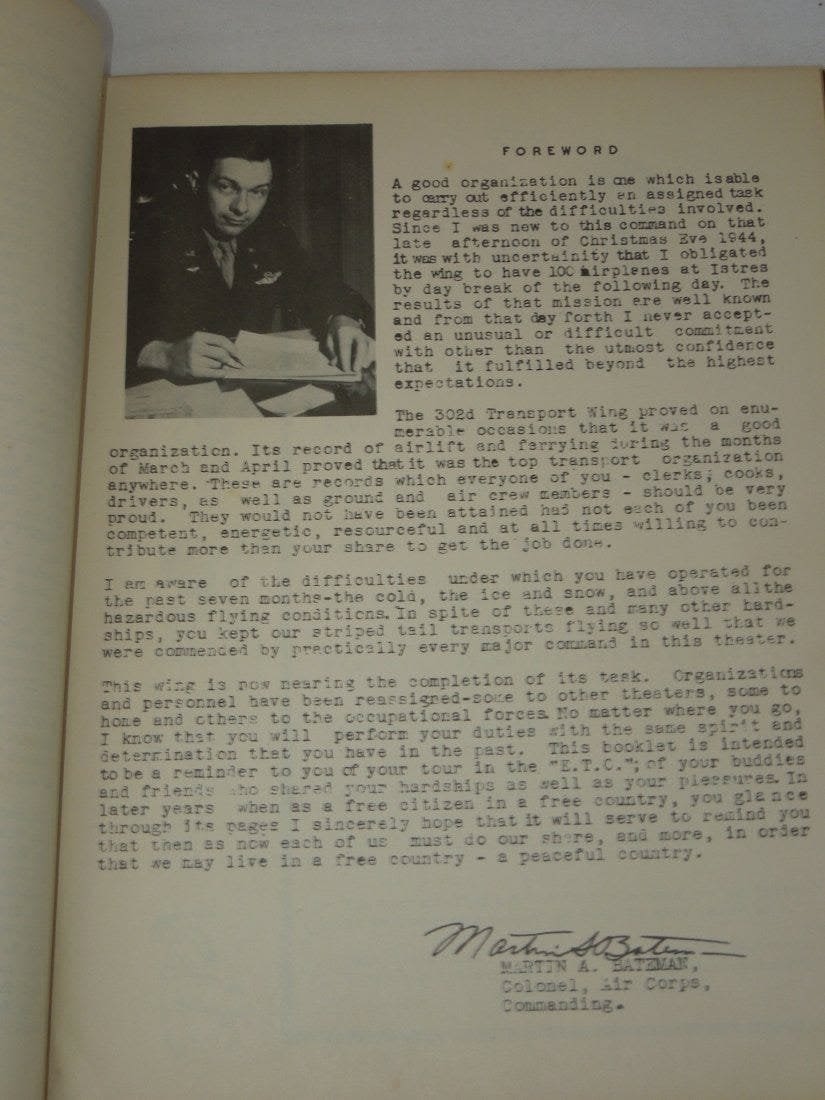 FOREWORD
A good organization is one which isable
to carry out efficiently an assigned task
regardless of the difficulties involved.
Since I was new to this command on that
late afternoon of Christmas Eve 1944,
it was with uncertainity that I obligated
the wing to have 100 airplanes at Istres
by day break of the following day. The
results of that mission are well known
and from that day forth I never accept-
ed an unusual or difficult commitment
with other than the utmost confidence
that it fulfilled beyond the highest
expectations.
The 302d Transport Wing proved on enu-
merable occasions that it was a good
organization. Its record of airlift and ferrying during the months
of March and April proved that it was the top transport organization
anywhere. These are records which everyone of you - clerks, cooks,
drivers, as well as ground and air crew members - should be very
proud. They would not have been attained had not each of you been
competent, energetic, resourceful and at all times willing to con-
tribute more than your share to get the job done.
I am aware of the difficulties under which you have operated for
the past seven months-the cold, the ice and snow, and above all the
hazardous flying conditions. In spite of these and many other hard-
ships, you kept our striped tail transports flying so well that we
were commended by practically every major command in this theater.
This wing is now nearing the completion of its task. Organizations
and personnel have been reassigned-some to other theaters, some to
home and others to the occupational forces. No matter where you go,
I know that you will perform your duties with the same spirit and
determination that you have in the past. This booklet is intended
to be a reminder to you of your tour in the "E.T.O."; of your buddies
and friends who shared your hardships as well as your pleasures. In
later years when as a free citizen in a free country, you glance
through its pages I sincerely hope that it will serve to remind you
that then as now each of us must do our share, and more, in order
that we may live in a free country - a peaceful country.
Martin A Bateman
MARTIN A. BATEMAN,
Colonel, Air Corps,
Commanding.